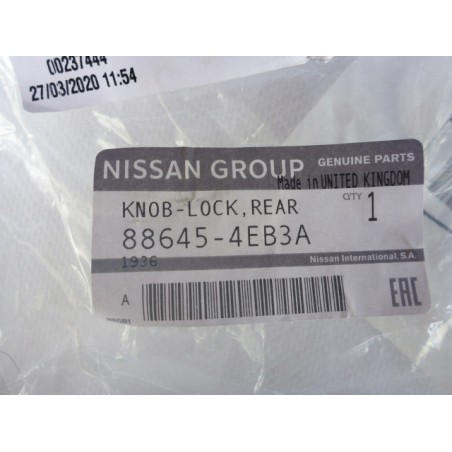 00237444
27/03/2020 11:54
NISSAN GROUP GENUINE PARTS
Made in UNITED KINGDOM
KNOB-LOCK,REAR Q'TY 1
88645-4EB3A
1936 Nissan International, S.A.
A
EAC